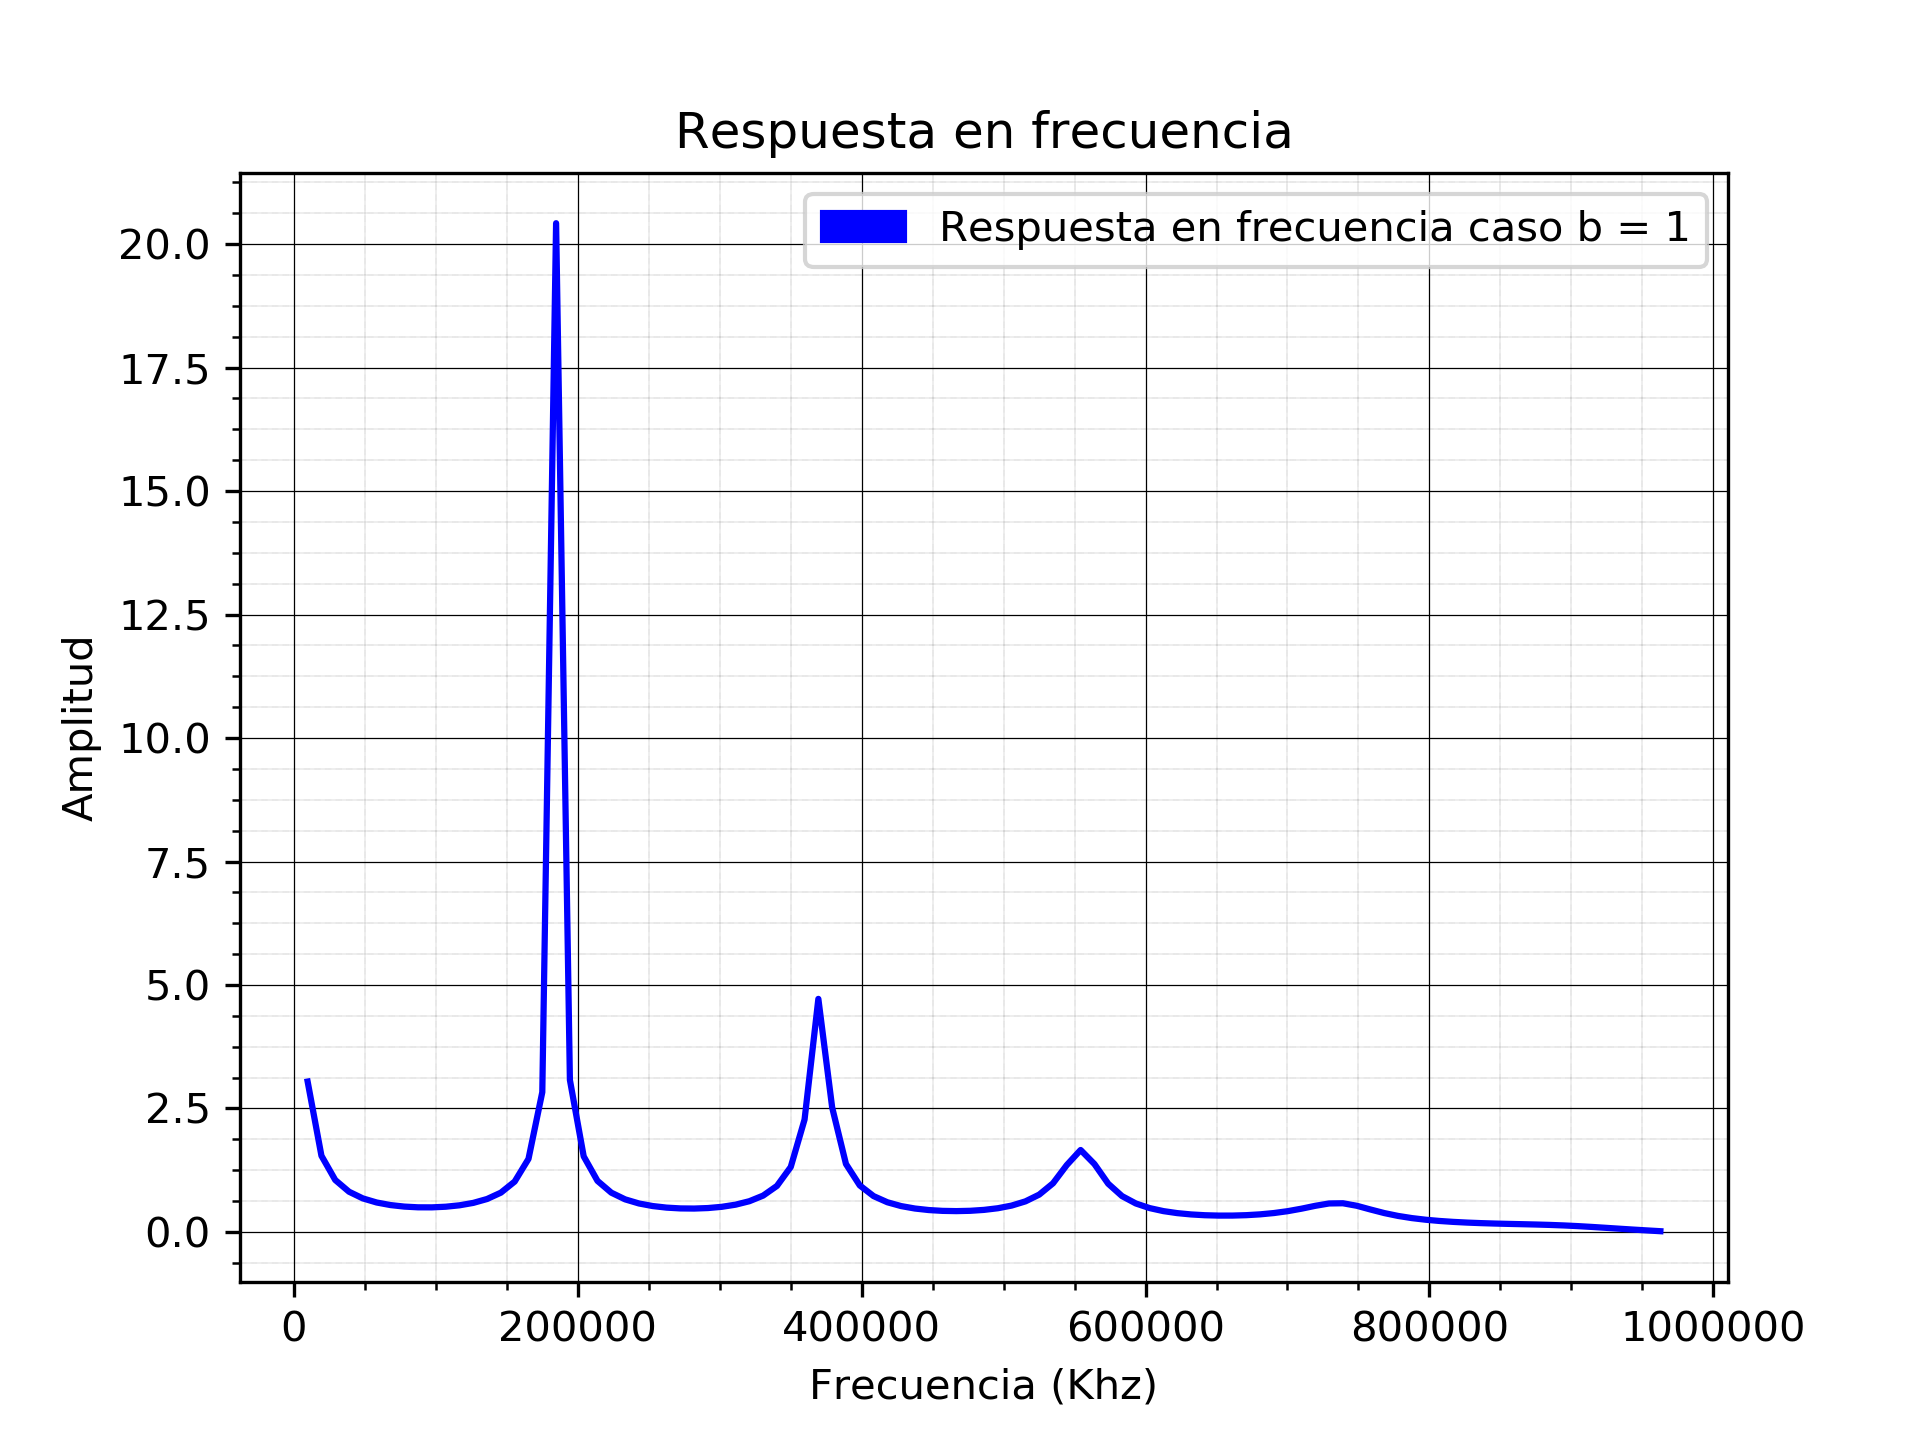 Respuesta en frecuencia
Respuesta en frecuencia caso b = 1
Amplitud
20.0
17.5
15.0
12.5
10.0
7.5
5.0
2.5
0.0
0 200000 400000 600000 800000 1000000
Frecuencia (Khz)